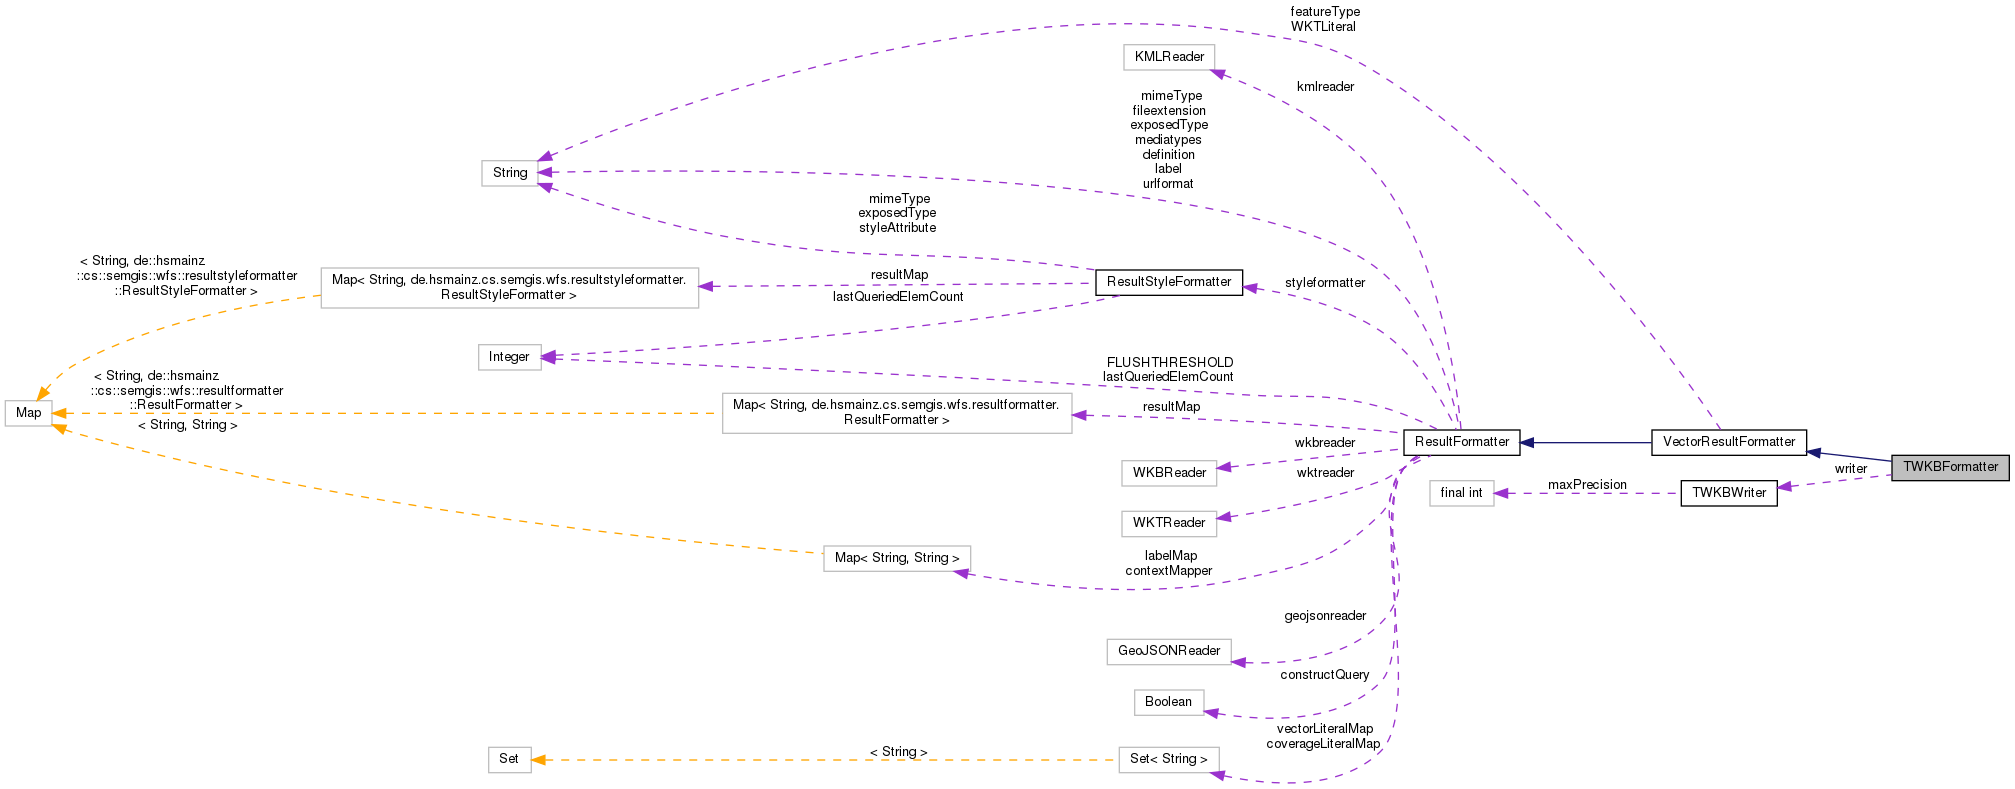 featureType
WKTLiteral
KMLReader
kmlreader
mimeType
fileextension
exposedType
mediatypes
definition
label
urlformat
String
mimeType
exposedType
styleAttribute
< String, de::hsmainz
::cs::semgis::wfs::resultstyleformatter
::ResultStyleFormatter >
Map< String, de.hsmainz.cs.semgis.wfs.resultstyleformatter.
ResultStyleFormatter >
resultMap
ResultStyleFormatter
styleformatter
lastQueriedElemCount
Integer
FLUSHTHRESHOLD
lastQueriedElemCount
< String, de::hsmainz
::cs::semgis::wfs::resultformatter
::ResultFormatter >
Map
< String, String >
Map< String, de.hsmainz.cs.semgis.wfs.resultformatter.
ResultFormatter >
resultMap
ResultFormatter
VectorResultFormatter
TWKBFormatter
wkbreader
WKBReader
wktreader
writer
final int
maxPrecision
TWKBWriter
WKTReader
Map< String, String >
labelMap
contextMapper
geojsonreader
GeoJSONReader
constructQuery
Boolean
vectorLiteralMap
coverageLiteralMap
Set
< String >
Set< String >